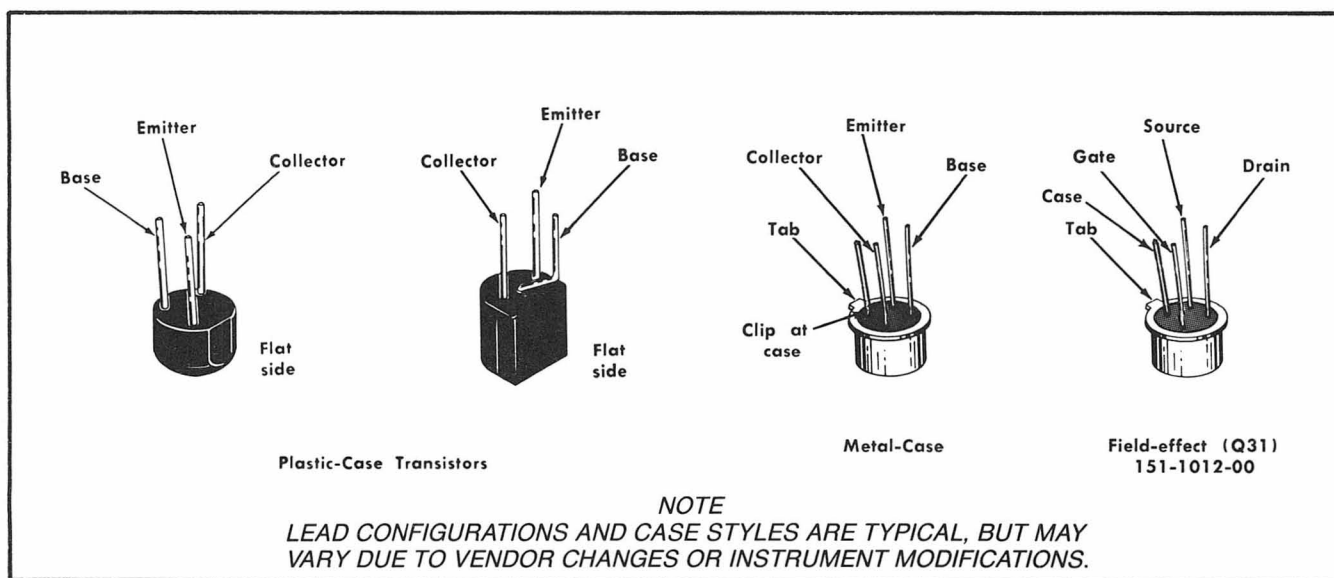 Base
Emitter
Collector
Flat
side
Collector
Emitter
Base
Flat
side
Plastic-Case Transistors
Emitter
Collector
Base
Tab
Clip at
case
Metal-Case
Source
Gate
Drain
Case
Tab
Field-effect (Q31)
151-1012-00
NOTE
LEAD CONFIGURATIONS AND CASE STYLES ARE TYPICAL, BUT MAY
VARY DUE TO VENDOR CHANGES OR INSTRUMENT MODIFICATIONS.